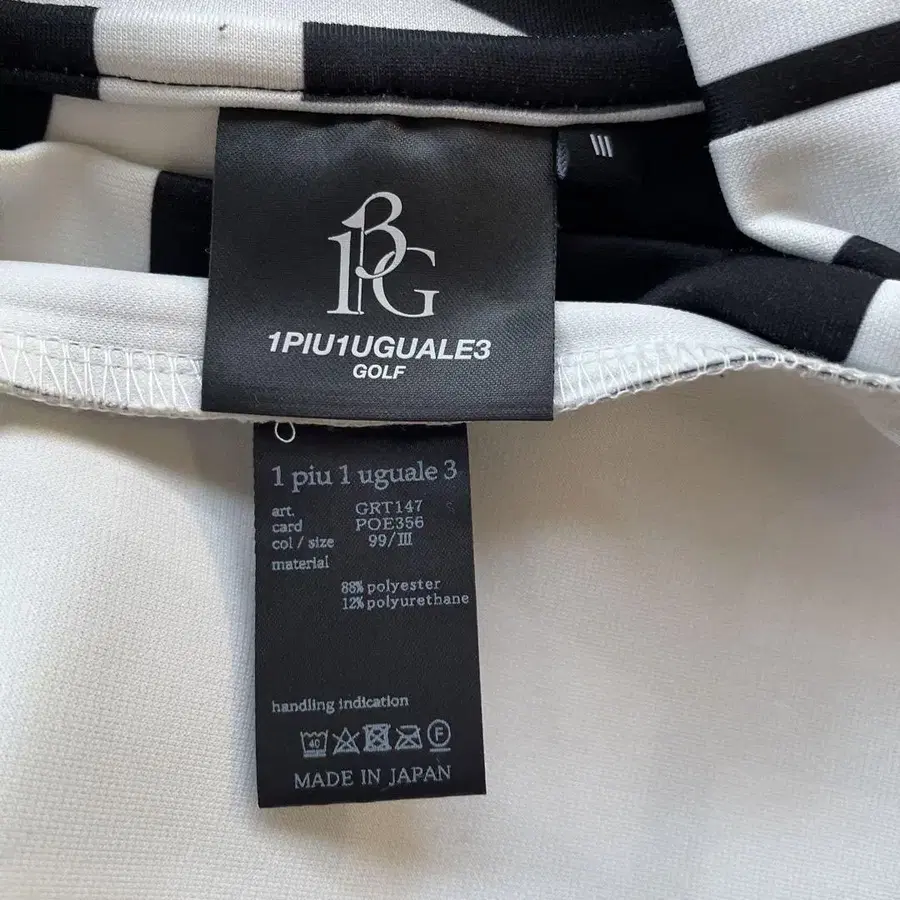 III
13G
1PIU1UGUALE3
GOLF
1 piu 1 uguale 3
art. GRT147
card POE356
col / size 99/III
material
88% polyester
12% polyurethane
handling indication
40 F
MADE IN JAPAN